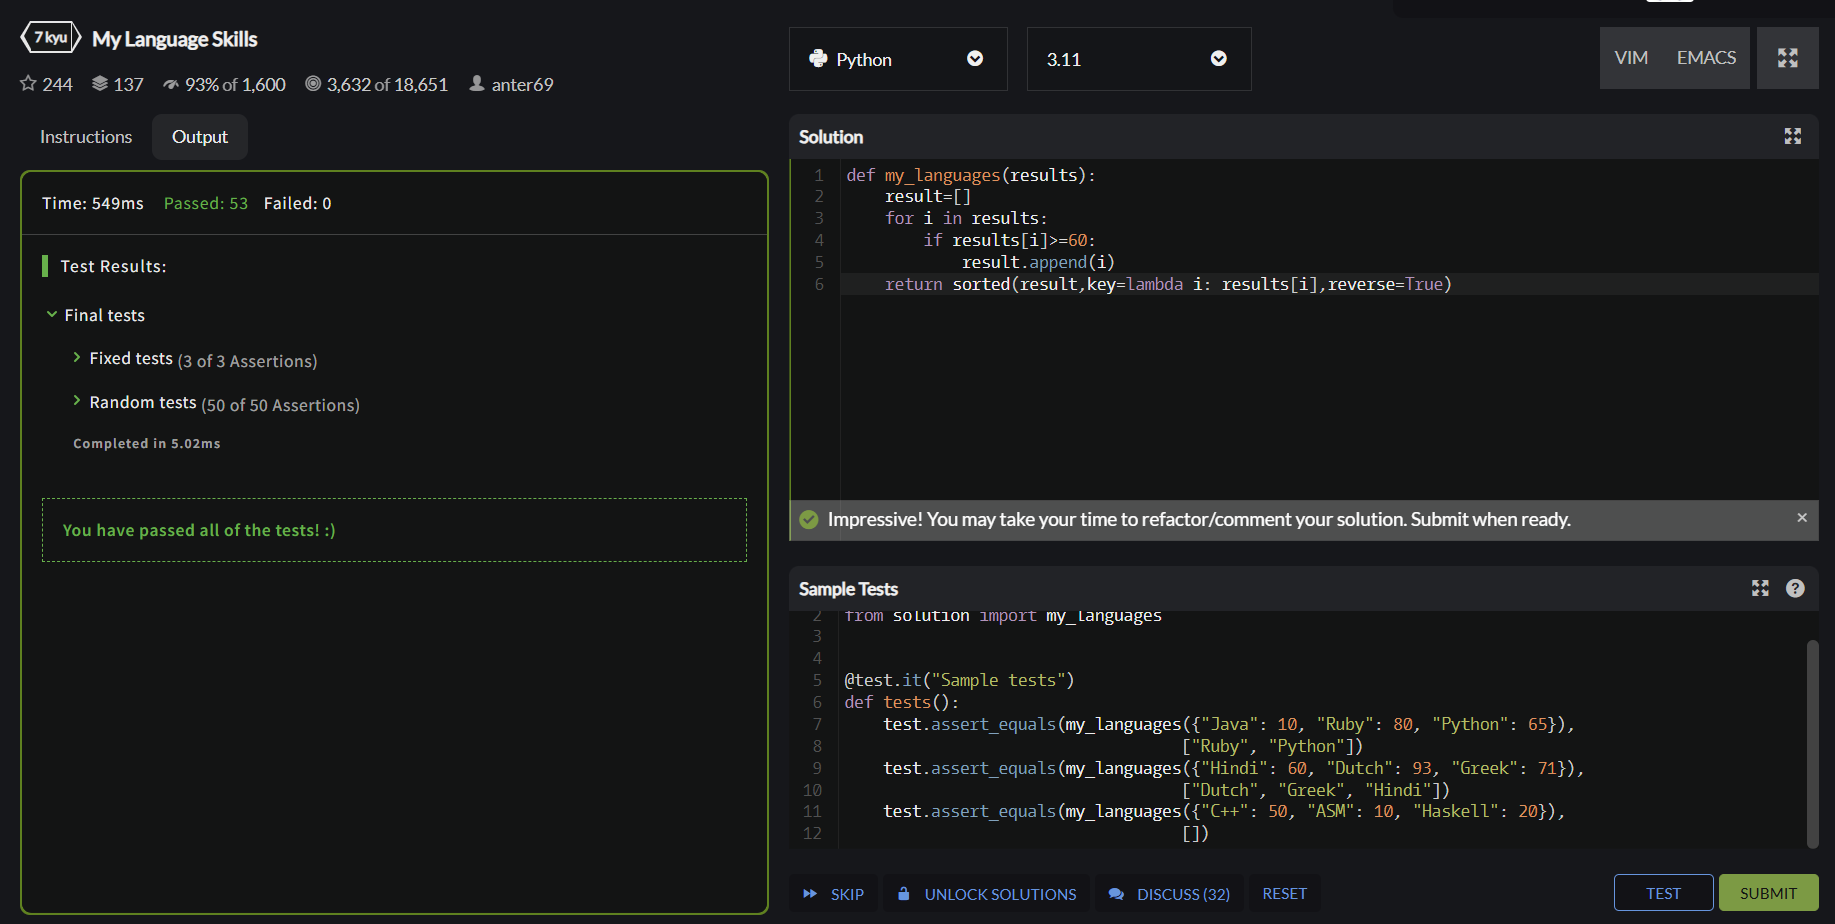 7 kyu My Language Skills
244 137 93% of 1,600 3,632 of 18,651 anter69
Instructions Output
Time: 549ms Passed: 53 Failed: 0
Test Results:
Final tests
Fixed tests (3 of 3 Assertions)
Random tests (50 of 50 Assertions)
Completed in 5.02ms
You have passed all of the tests! :)
Python 3.11 VIM EMACS
Solution
1 def my_languages(results):
2     result=[]
3     for i in results:
4         if results[i]>=60:
5             result.append(i)
6     return sorted(result,key=lambda i: results[i],reverse=True)
Impressive! You may take your time to refactor/comment your solution. Submit when ready. ×
Sample Tests ?
2 from solution import my_languages
3
4
5 @test.it("Sample tests")
6 def tests():
7     test.assert_equals(my_languages({"Java": 10, "Ruby": 80, "Python": 65}),
8                                    ["Ruby", "Python"])
9     test.assert_equals(my_languages({"Hindi": 60, "Dutch": 93, "Greek": 71}),
10                                    ["Dutch", "Greek", "Hindi"])
11     test.assert_equals(my_languages({"C++": 50, "ASM": 10, "Haskell": 20}),
12                                    [])
SKIP UNLOCK SOLUTIONS DISCUSS (32) RESET TEST SUBMIT